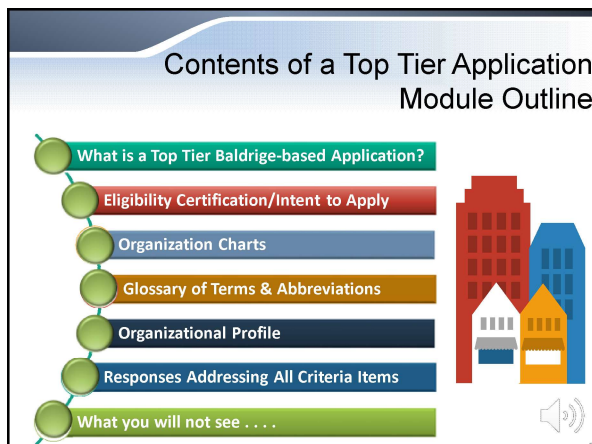 Contents of a Top Tier Application
Module Outline
What is a Top Tier Baldrige-based Application?
Eligibility Certification/Intent to Apply
Organization Charts
Glossary of Terms & Abbreviations
Organizational Profile
Responses Addressing All Criteria Items
What you will not see . . . .